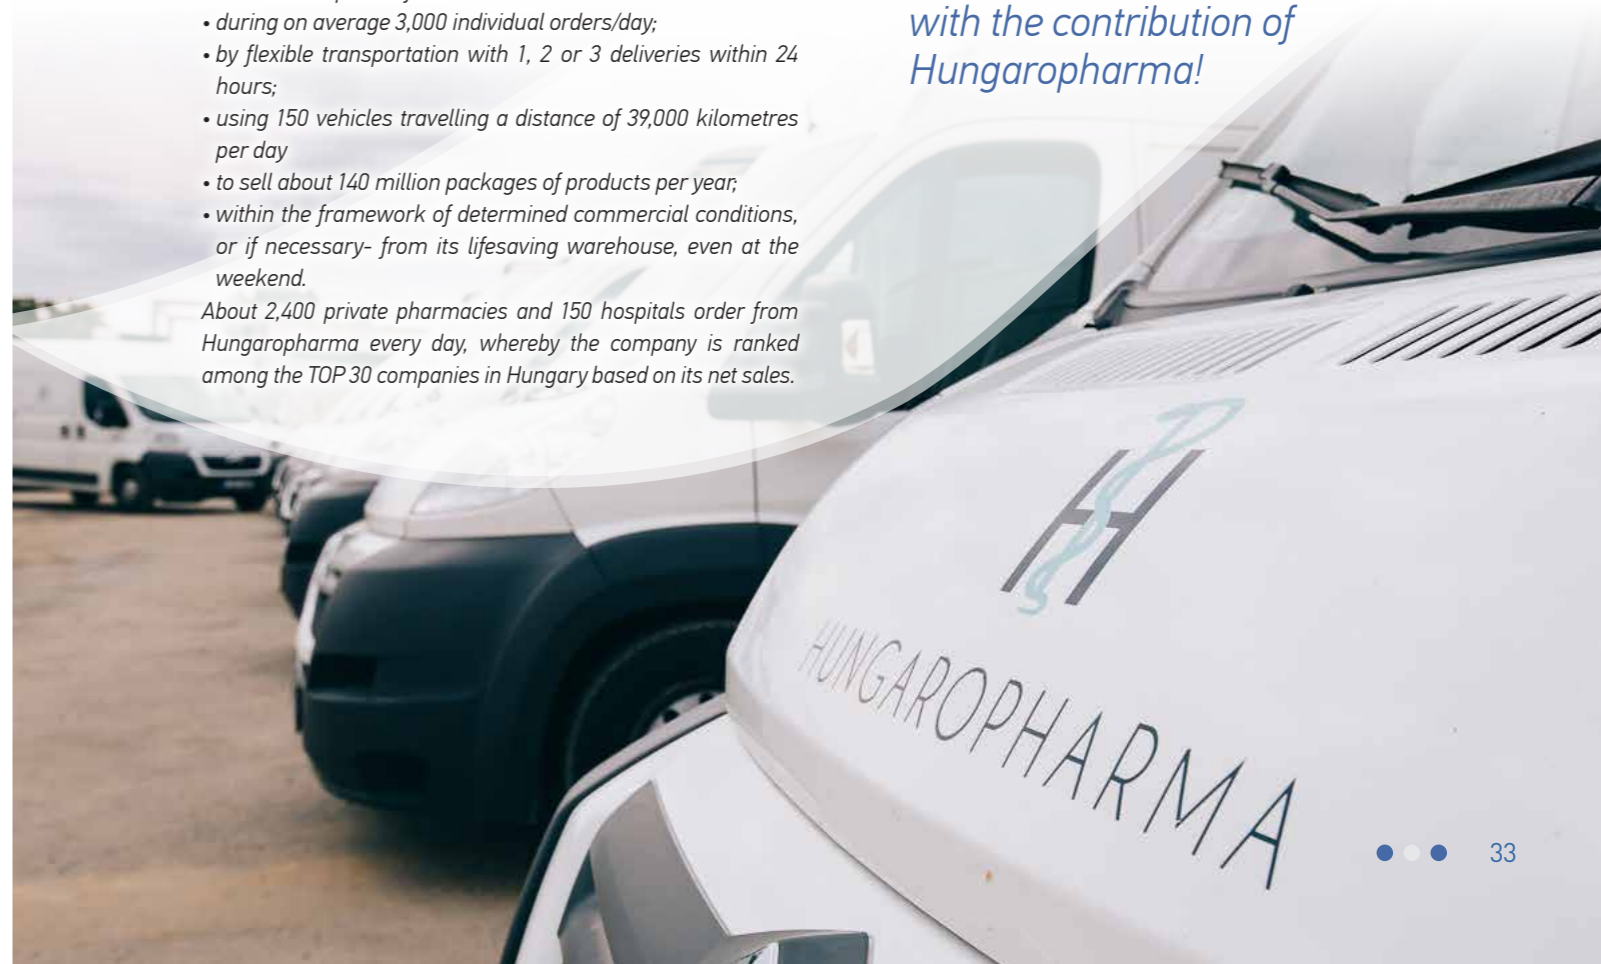 • during on average 3,000 individual orders/day;
• by flexible transportation with 1, 2 or 3 deliveries within 24
hours;
• using 150 vehicles travelling a distance of 39,000 kilometres
per day
• to sell about 140 million packages of products per year;
• within the framework of determined commercial conditions,
or if necessary- from its lifesaving warehouse, even at the
weekend.
About 2,400 private pharmacies and 150 hospitals order from
Hungaropharma every day, whereby the company is ranked
among the TOP 30 companies in Hungary based on its net sales.
with the contribution of
Hungaropharma!
H
HUNGAROPHARMA
33